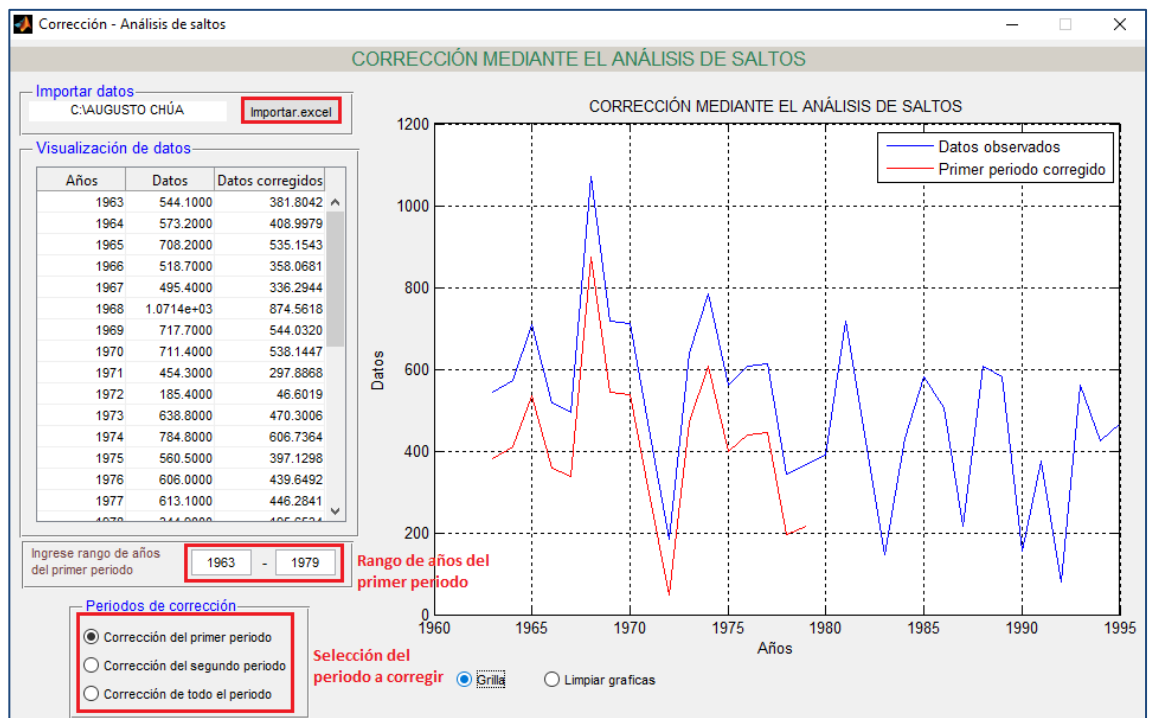 Corrección - Análisis de saltos
CORRECCIÓN MEDIANTE EL ANÁLISIS DE SALTOS
Importar datos
C:\AUGUSTO CHÚA
Importar.excel
Visualización de datos
Años Datos Datos corregidos
1963 544.1000 381.8042
1964 573.2000 408.9979
1965 708.2000 535.1543
1966 518.7000 358.0681
1967 495.4000 336.2944
1968 1.0714e+03 874.5618
1969 717.7000 544.0320
1970 711.4000 538.1447
1971 454.3000 297.8868
1972 185.4000 46.6019
1973 638.8000 470.3006
1974 784.8000 606.7364
1975 560.5000 397.1298
1976 606.0000 439.6492
1977 613.1000 446.2841
Ingrese rango de años
del primer periodo
1963 - 1979
Rango de años del
primer periodo
Periodos de corrección
Corrección del primer periodo
Corrección del segundo periodo
Corrección de todo el periodo
Selección del
periodo a corregir
CORRECCIÓN MEDIANTE EL ANÁLISIS DE SALTOS
Datos observados
Primer periodo corregido
Datos
1200
1000
800
600
400
200
0
1960 1965 1970 1975 1980 1985 1990 1995
Años
Grilla
Limpiar graficas